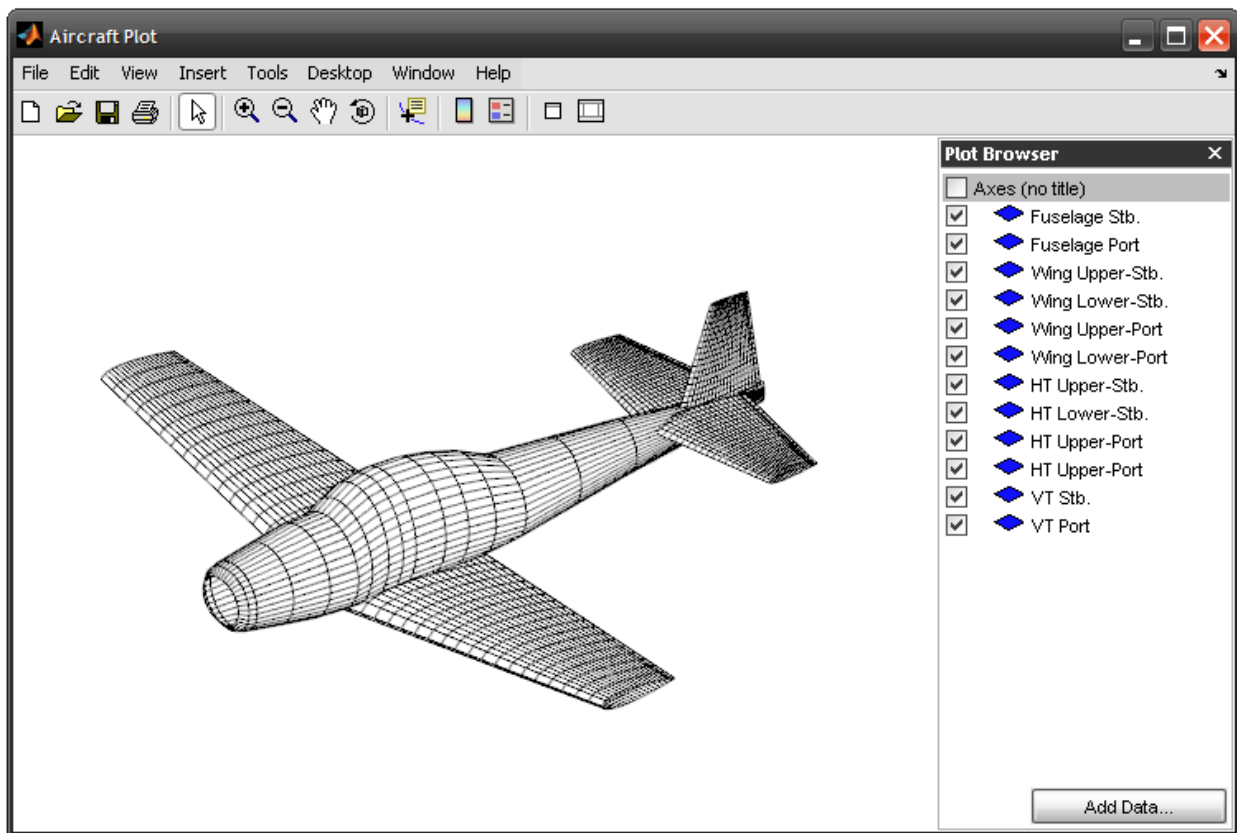 Aircraft Plot
File Edit View Insert Tools Desktop Window Help
Plot Browser
Axes (no title)
Fuselage Stb.
Fuselage Port
Wing Upper-Stb.
Wing Lower-Stb.
Wing Upper-Port
Wing Lower-Port
HT Upper-Stb.
HT Lower-Stb.
HT Upper-Port
HT Upper-Port
VT Stb.
VT Port
Add Data...